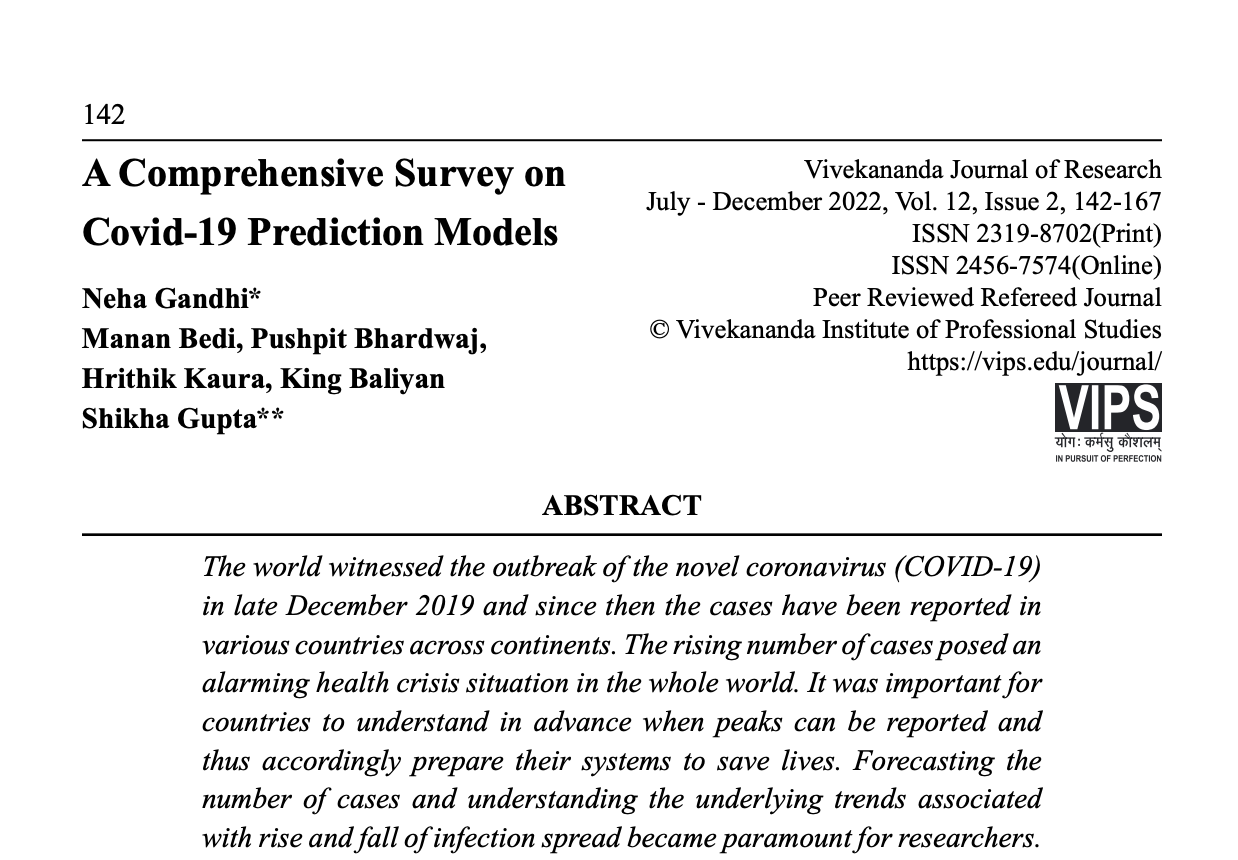 142
A Comprehensive Survey on
Covid-19 Prediction Models
Neha Gandhi*
Manan Bedi, Pushpit Bhardwaj,
Hrithik Kaura, King Baliyan
Shikha Gupta**
Vivekananda Journal of Research
July - December 2022, Vol. 12, Issue 2, 142-167
ISSN 2319-8702(Print)
ISSN 2456-7574(Online)
Peer Reviewed Refereed Journal
© Vivekananda Institute of Professional Studies
https://vips.edu/journal/
VIPS
योगः कर्मसु कौशलम्
IN PURSUIT OF PERFECTION
ABSTRACT
The world witnessed the outbreak of the novel coronavirus (COVID-19)
in late December 2019 and since then the cases have been reported in
various countries across continents. The rising number of cases posed an
alarming health crisis situation in the whole world. It was important for
countries to understand in advance when peaks can be reported and
thus accordingly prepare their systems to save lives. Forecasting the
number of cases and understanding the underlying trends associated
with rise and fall of infection spread became paramount for researchers.